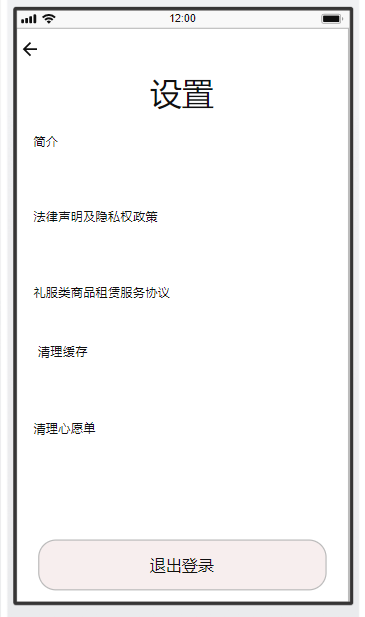 12:00
设置
简介
法律声明及隐私权政策
礼服类商品租赁服务协议
清理缓存
清理心愿单
退出登录